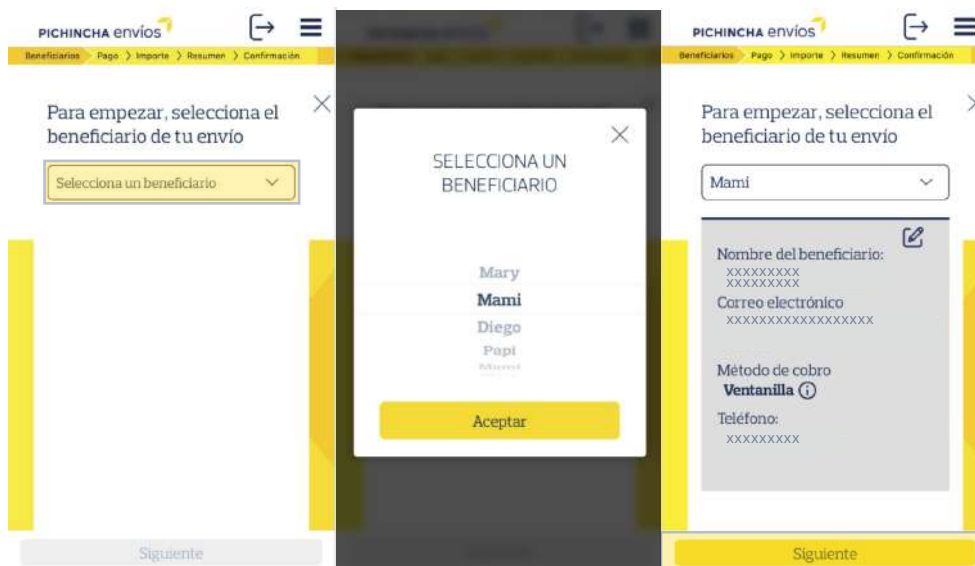 PICHINCHA envíos
Beneficiarios > Pago > Importe > Resumen > Confirmación
Para empezar, selecciona el
beneficiario de tu envío
Selecciona un beneficiario
Siguiente
SELECCIONA UN
BENEFICIARIO
Mary
Mami
Diego
Papi
Aceptar
PICHINCHA envíos
Beneficiarios > Pago > Importe > Resumen > Confirmación
Para empezar, selecciona el
beneficiario de tu envío
Mami
Nombre del beneficiario:
xxxxxxxxx
xxxxxxxxx
Correo electrónico
xxxxxxxxxxxxxxxxxx
Método de cobro
Ventanilla
Teléfono:
xxxxxxxxx
Siguiente